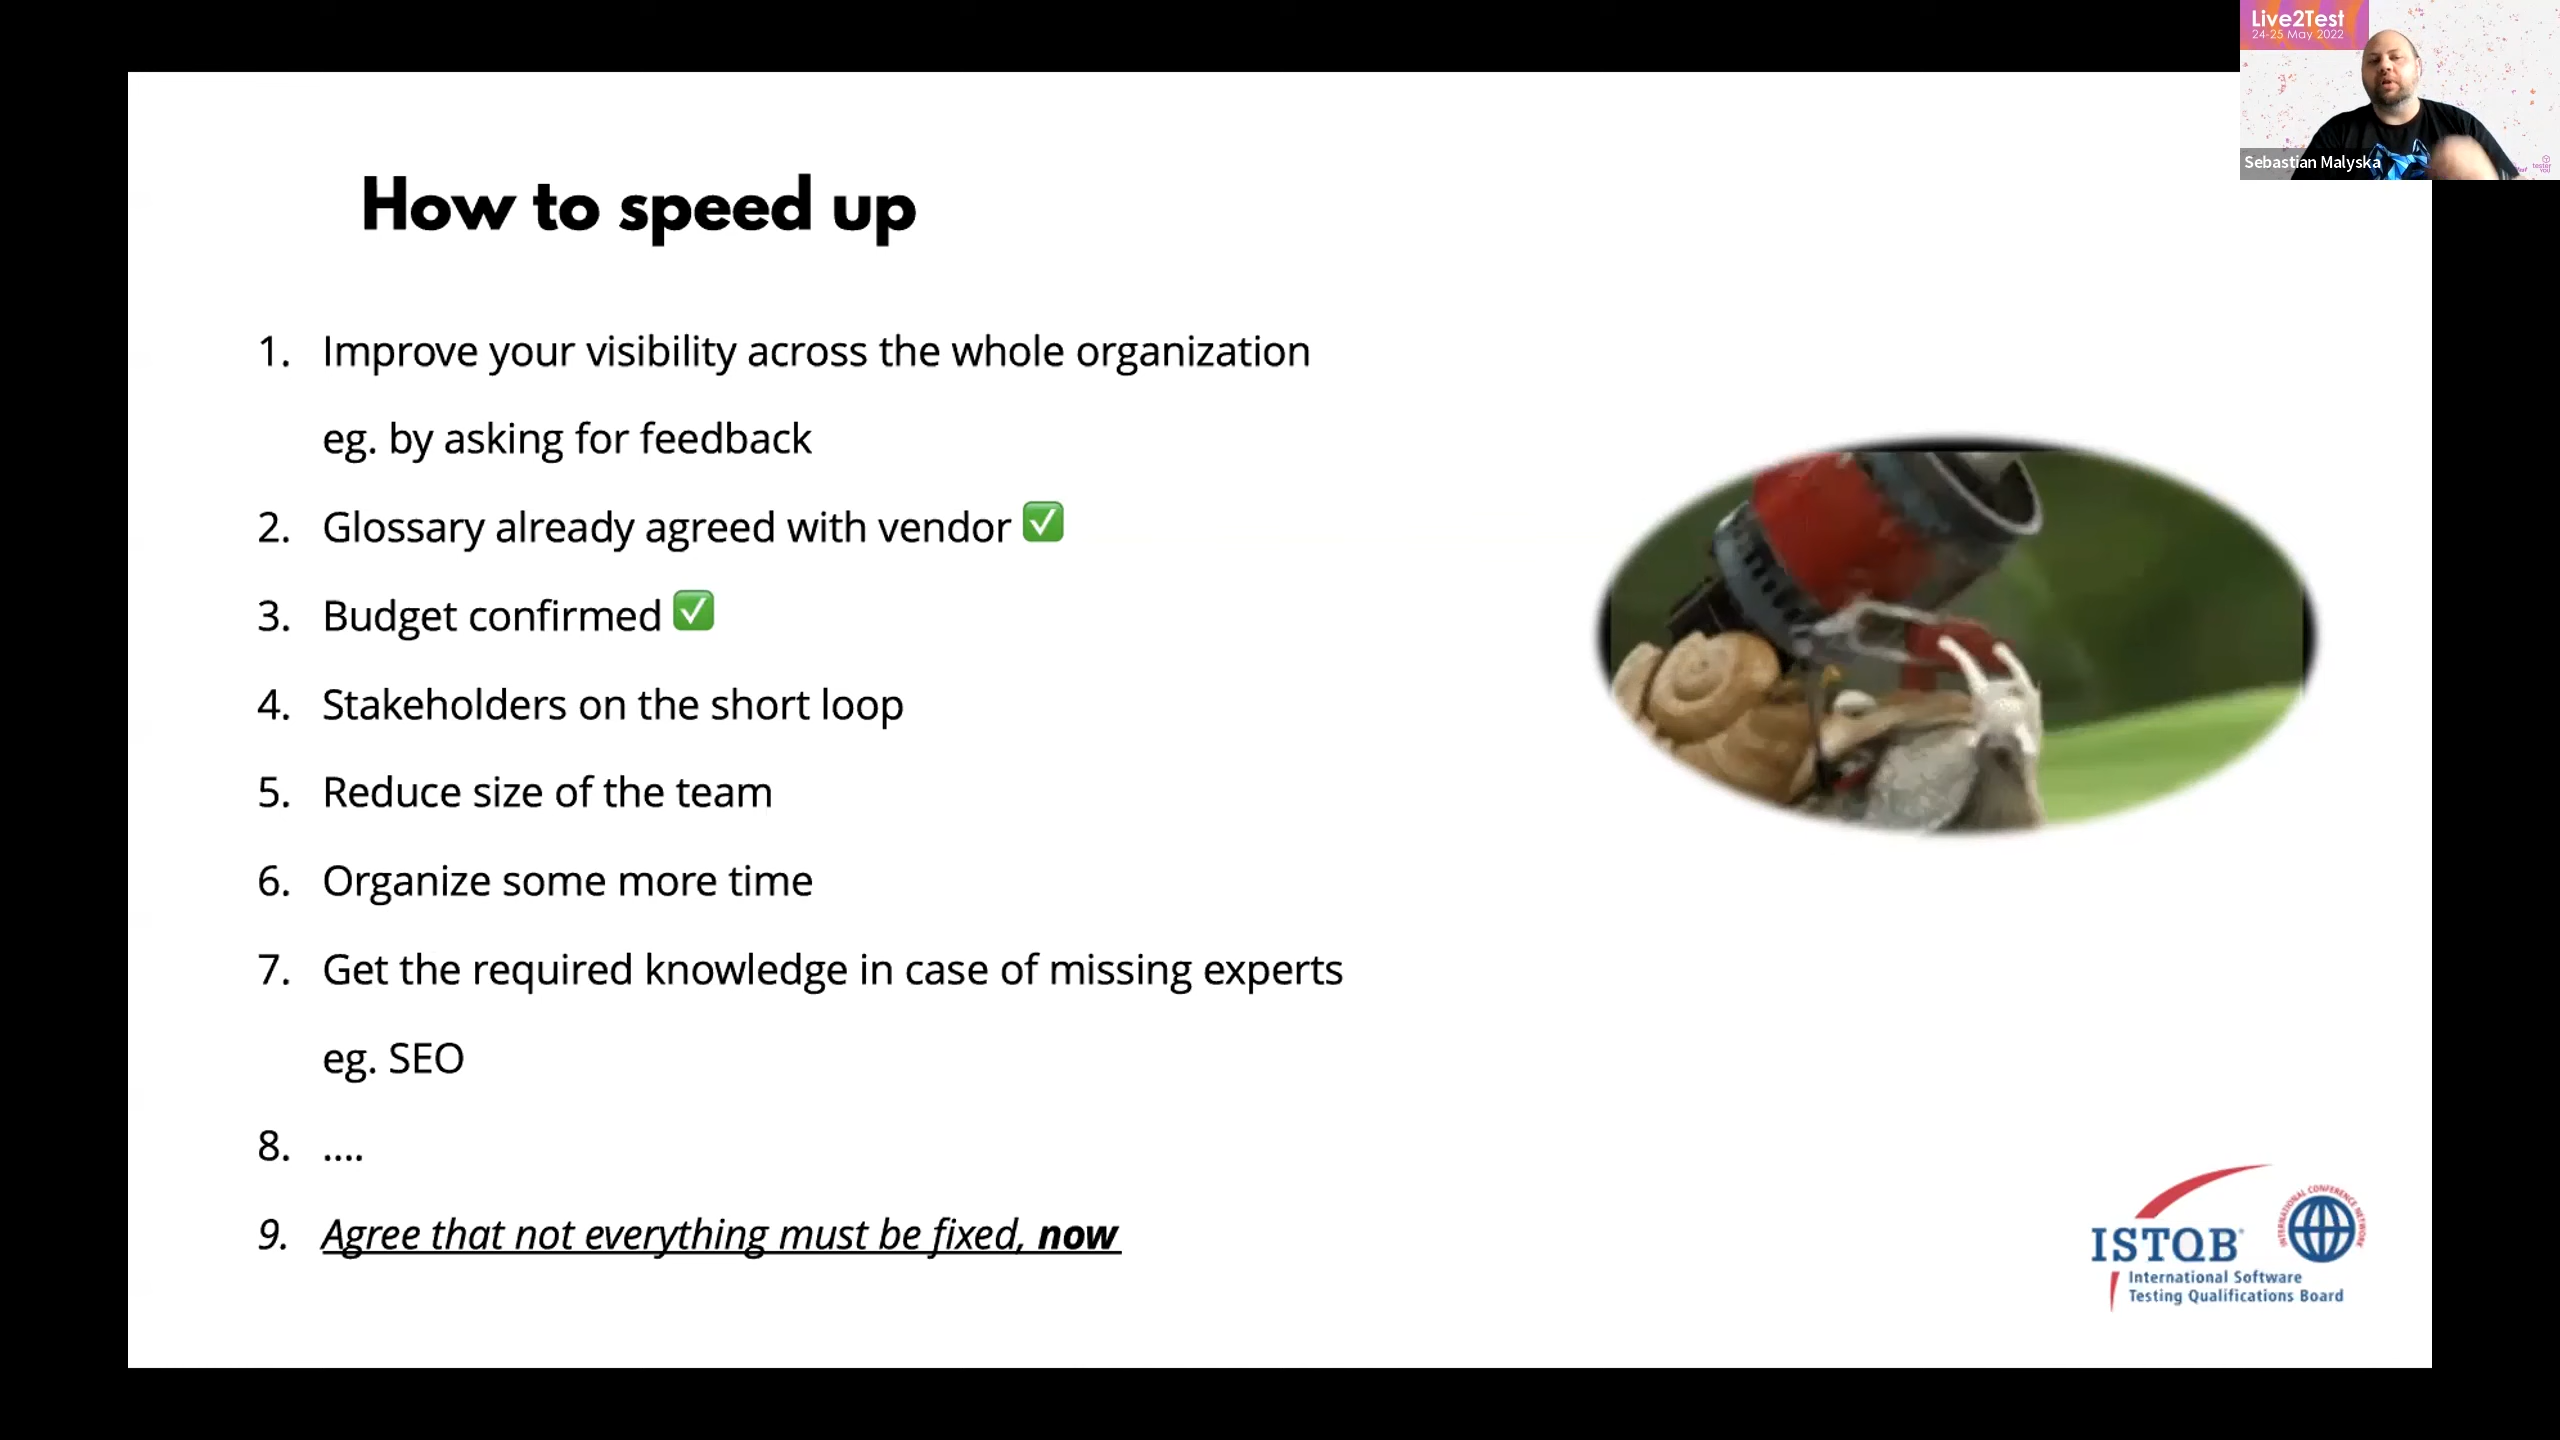 Live2Test
24-25 May 2022
Sebastian Malyska
How to speed up
1. Improve your visibility across the whole organization
eg. by asking for feedback
2. Glossary already agreed with vendor ✅
3. Budget confirmed ✅
4. Stakeholders on the short loop
5. Reduce size of the team
6. Organize some more time
7. Get the required knowledge in case of missing experts
eg. SEO
8. ....
9. Agree that not everything must be fixed, now
ISTQB®
International Software
Testing Qualifications Board
INTERNATIONAL CONFERENCE NETWORK